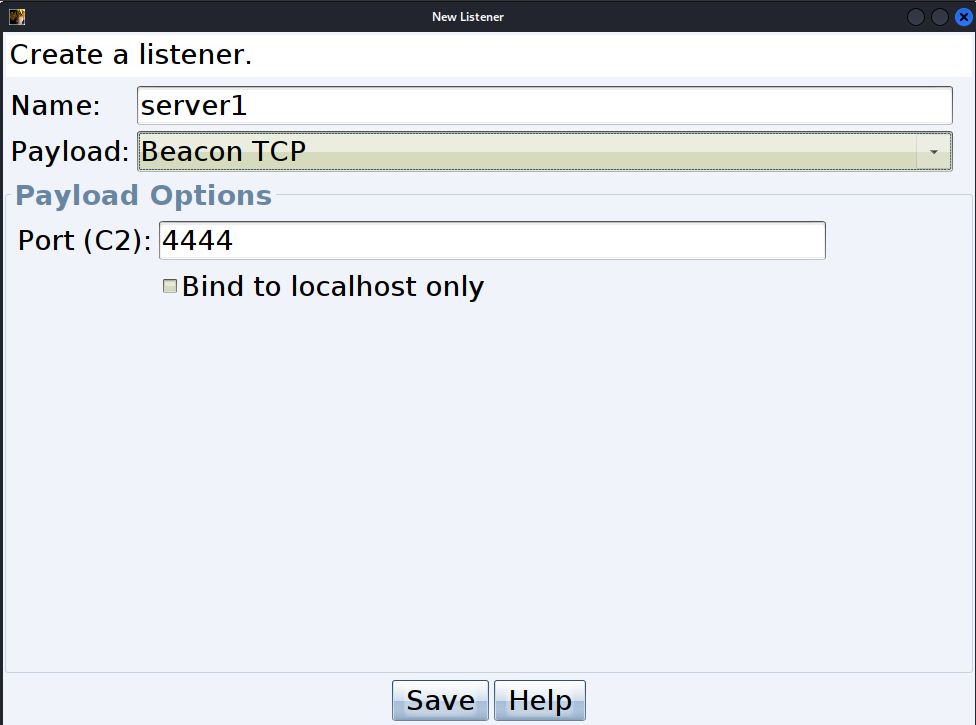 New Listener
Create a listener.
Name: server1
Payload: Beacon TCP
Payload Options
Port (C2): 4444
Bind to localhost only
Save Help